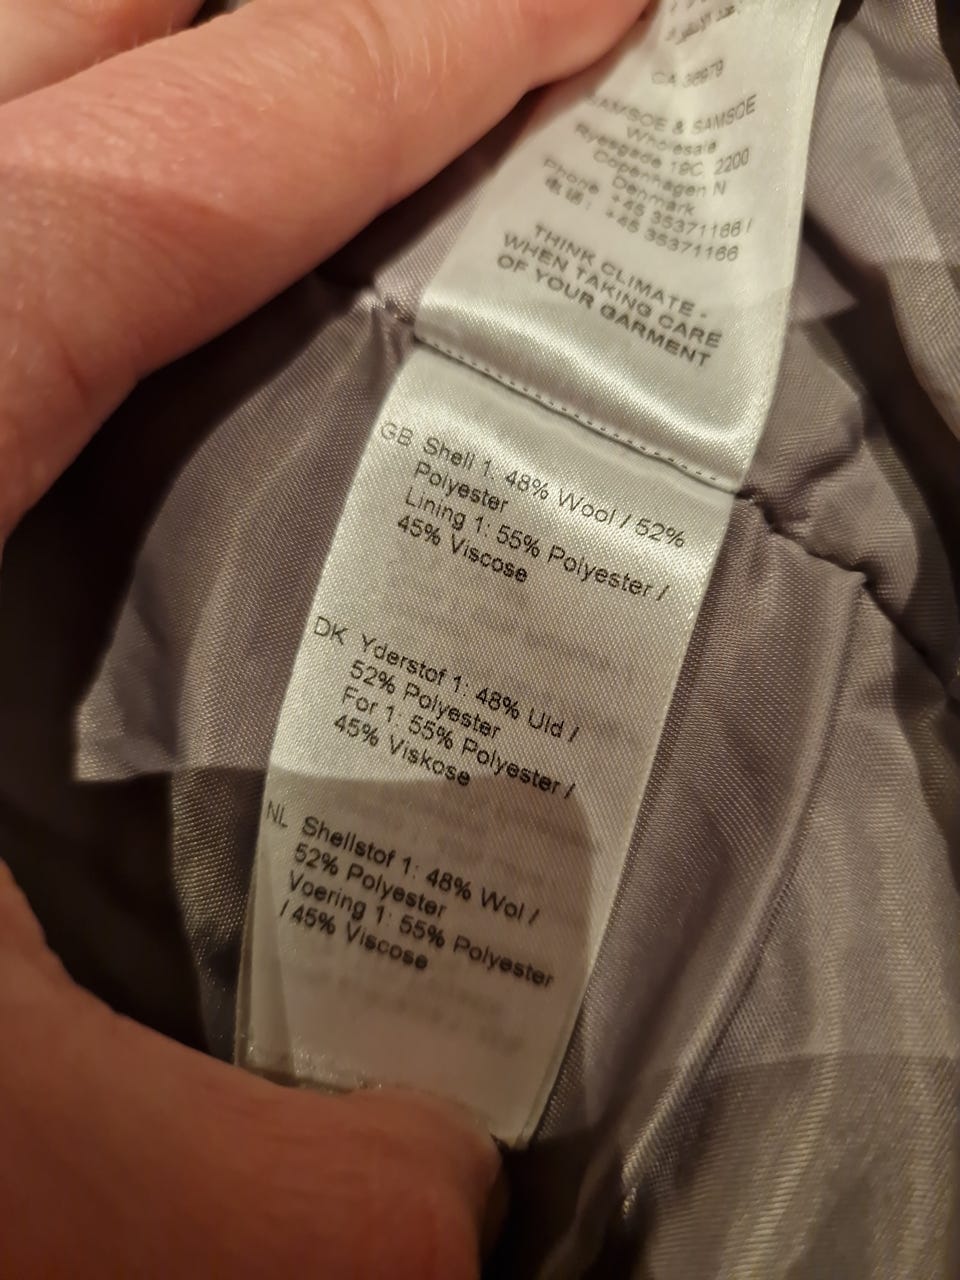 CA 36979
SAMSOE & SAMSOE
Wholesale
Ryesgade 19C, 2200
Copenhagen N
Denmark
Phone +45 35371166 /
电话: +45 35371166
THINK CLIMATE -
WHEN TAKING CARE
OF YOUR GARMENT
GB Shell 1: 48% Wool / 52%
Polyester
Lining 1: 55% Polyester /
45% Viscose
DK Yderstof 1: 48% Uld /
52% Polyester
For 1: 55% Polyester /
45% Viskose
NL Shellstof 1: 48% Wol /
52% Polyester
Voering 1: 55% Polyester
/ 45% Viscose